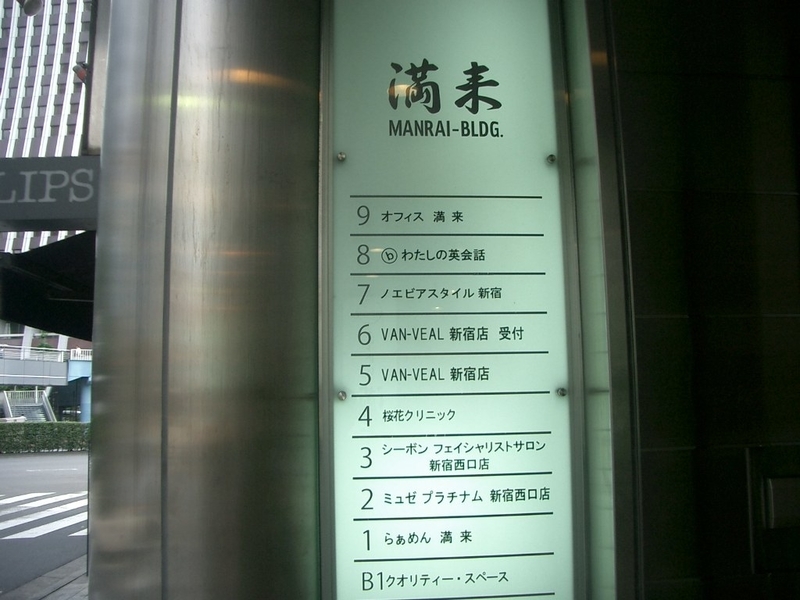 満来
MANRAI-BLDG.
LIPS
9 オフィス 満 来
8 ⓑ わたしの英会話
7 ノエビアスタイル 新宿
6 VAN-VEAL 新宿店 受付
5 VAN-VEAL 新宿店
4 桜花クリニック
3 シーボン フェイシャリストサロン
新宿西口店
2 ミュゼ プラチナム 新宿西口店
1 らぁめん 満 来
B1 クオリティー・スペース